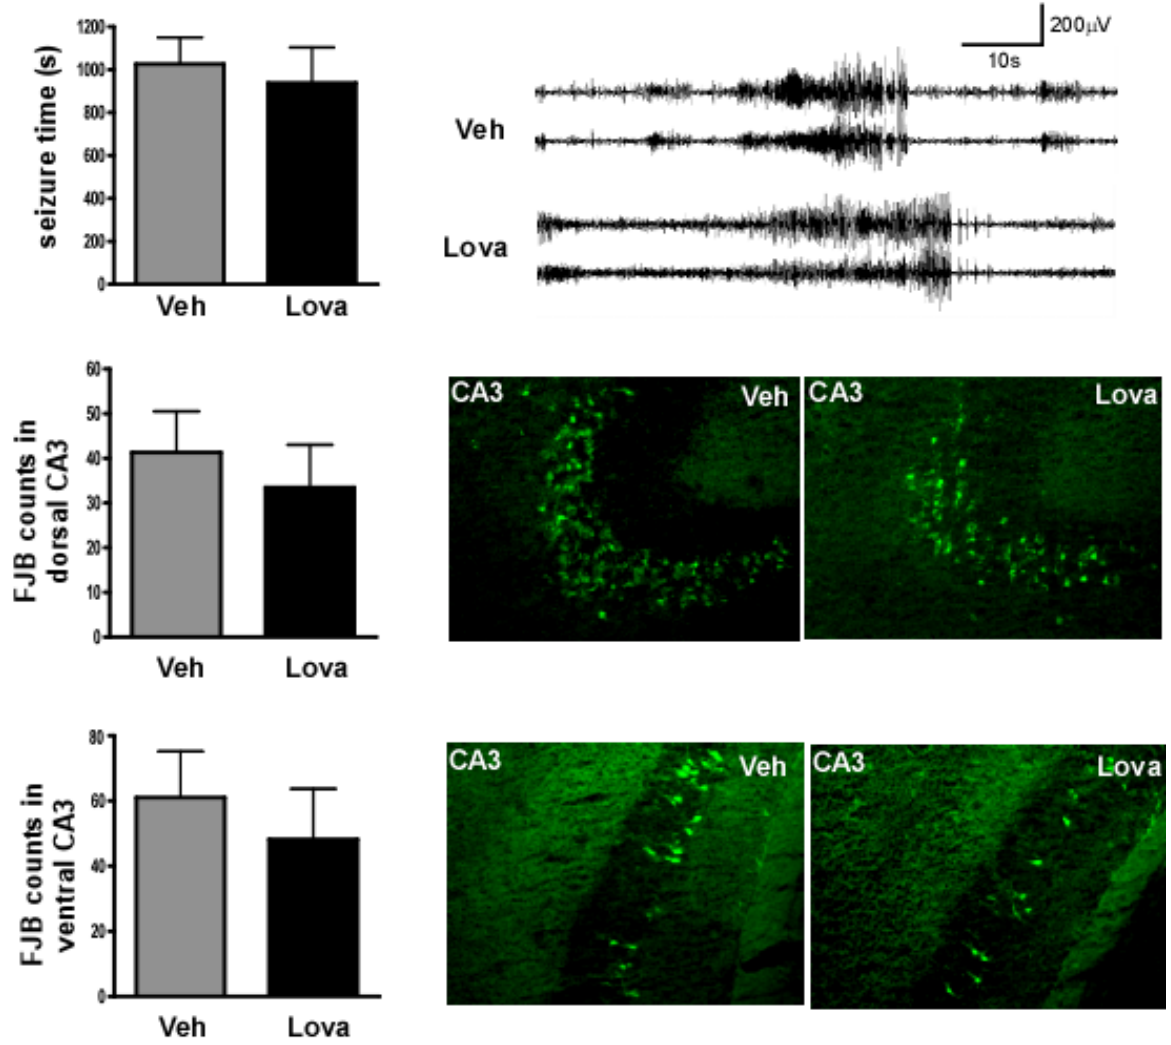 seizure time (s)
1200
1000
800
600
400
200
0
Veh
Lova
200µV
10s
Veh
Lova
FJB counts in
dorsal CA3
60
50
40
30
20
10
0
Veh
Lova
CA3
Veh
CA3
Lova
FJB counts in
ventral CA3
80
60
40
20
0
Veh
Lova
CA3
Veh
CA3
Lova